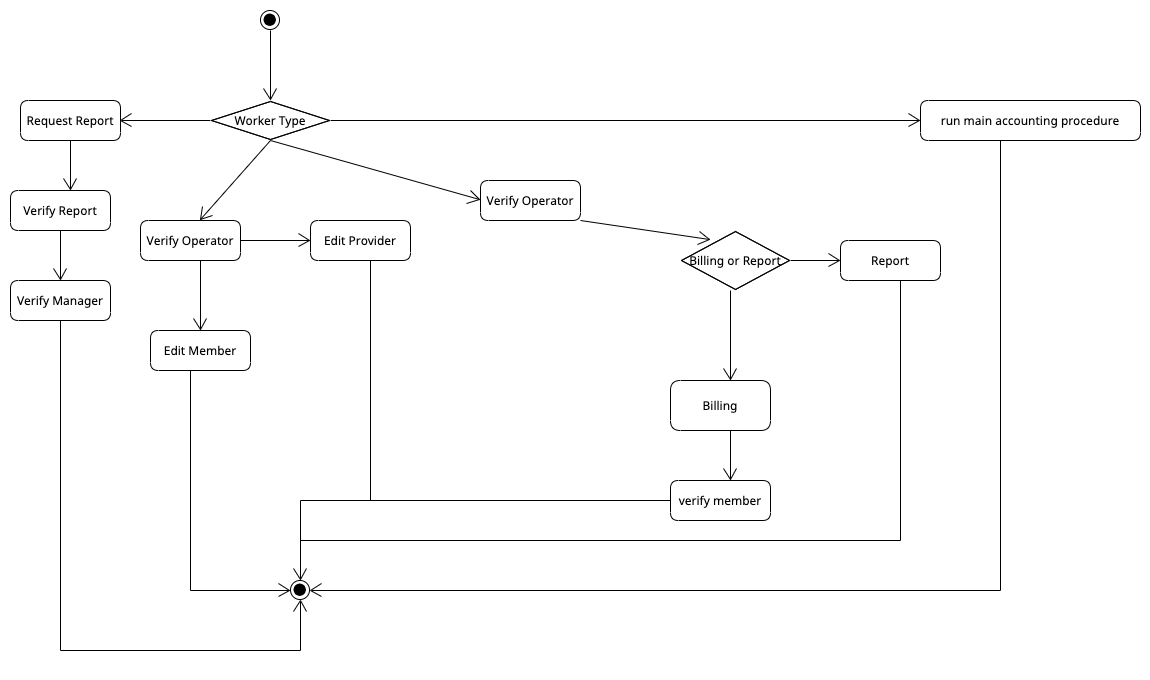 Request Report
Worker Type
run main accounting procedure
Verify Report
Verify Operator
Verify Operator
Edit Provider
Billing or Report
Report
Verify Manager
Edit Member
Billing
verify member